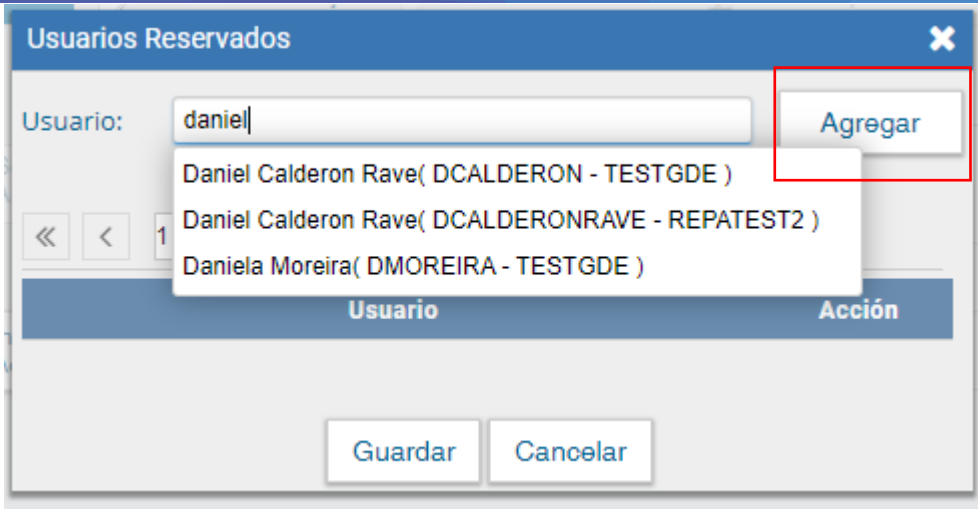 Usuarios Reservados
Usuario: daniel Agregar
Daniel Calderon Rave( DCALDERON - TESTGDE )
Daniel Calderon Rave( DCALDERONRAVE - REPATEST2 )
Daniela Moreira( DMOREIRA - TESTGDE )
1
Usuario Acción
Guardar Cancelar